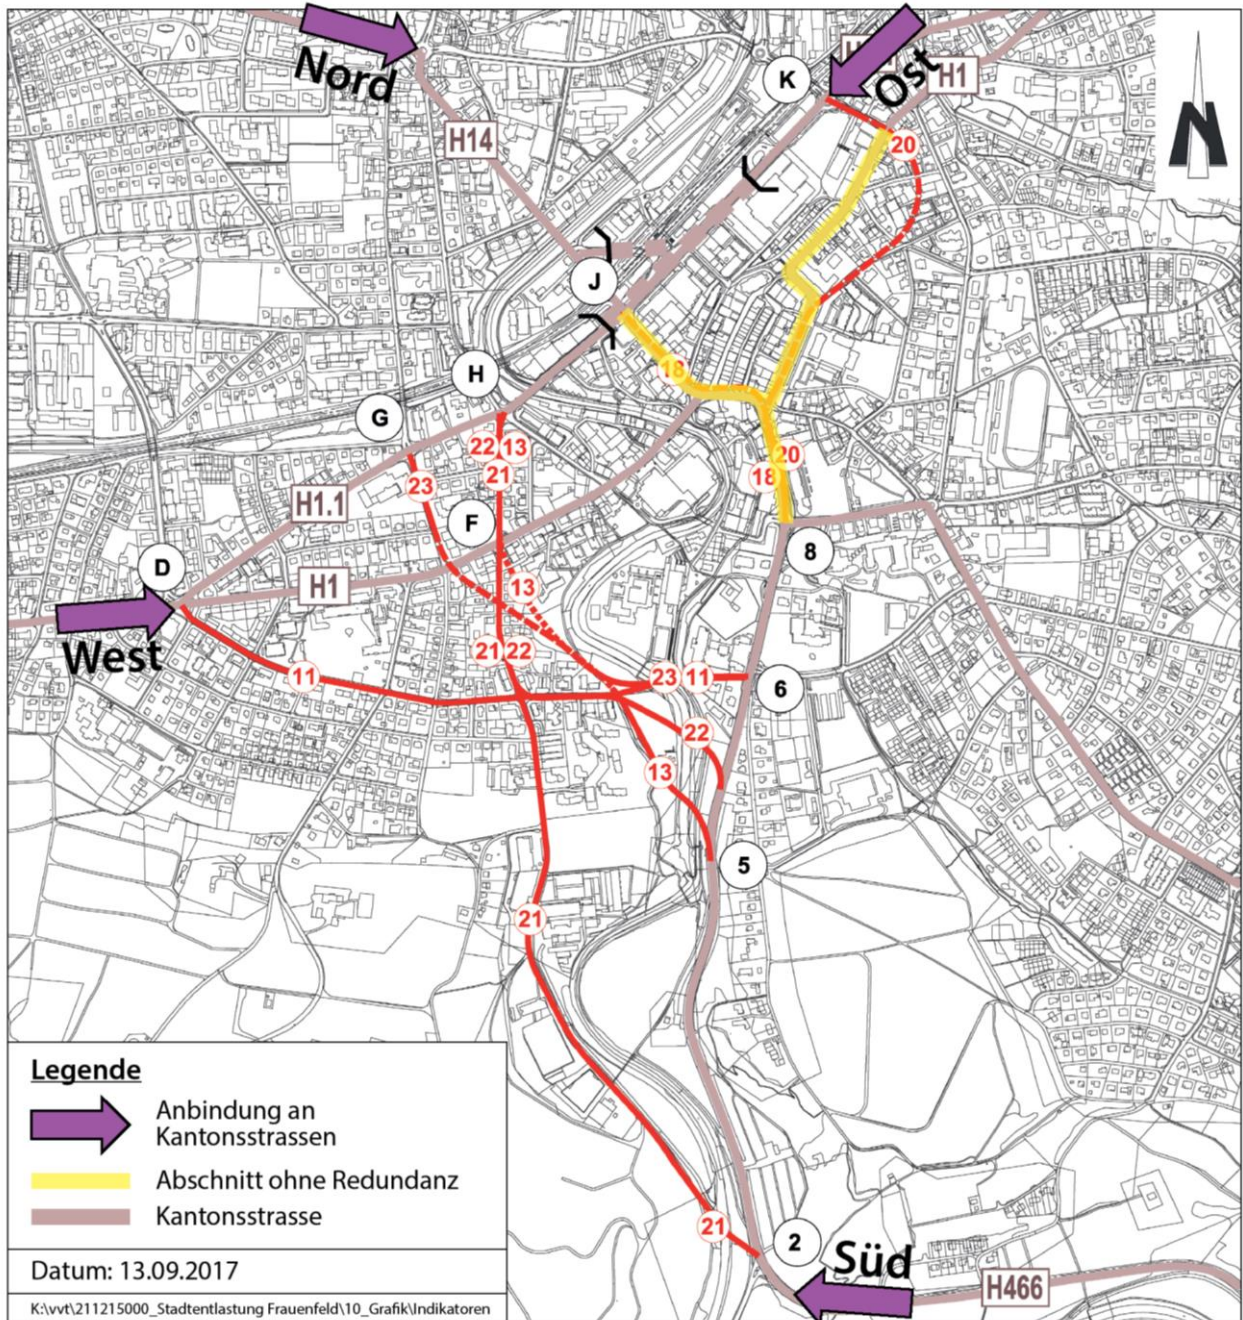 Nord
K
Ost
H1
N
H14
20
J
18
H
G
22 13
21
20
18
23
H1.1
F
8
D
H1
13
West
21 22
11
23 11
6
22
13
5
21
Legende
Anbindung an
Kantonsstrassen
Abschnitt ohne Redundanz
Kantonsstrasse
21
2
Süd
H466
Datum: 13.09.2017
K:\vvt\211215000_Stadtentlastung Frauenfeld\10_Grafik\Indikatoren